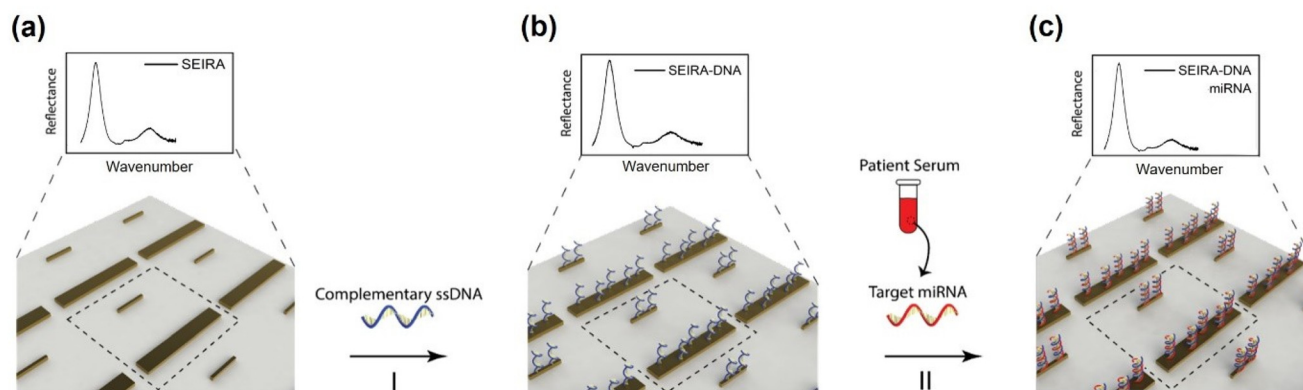 (a)
SEIRA
Reflectance
Wavenumber
Complementary ssDNA
I
(b)
SEIRA-DNA
Reflectance
Wavenumber
Patient Serum
Target miRNA
II
(c)
SEIRA-DNA
miRNA
Reflectance
Wavenumber